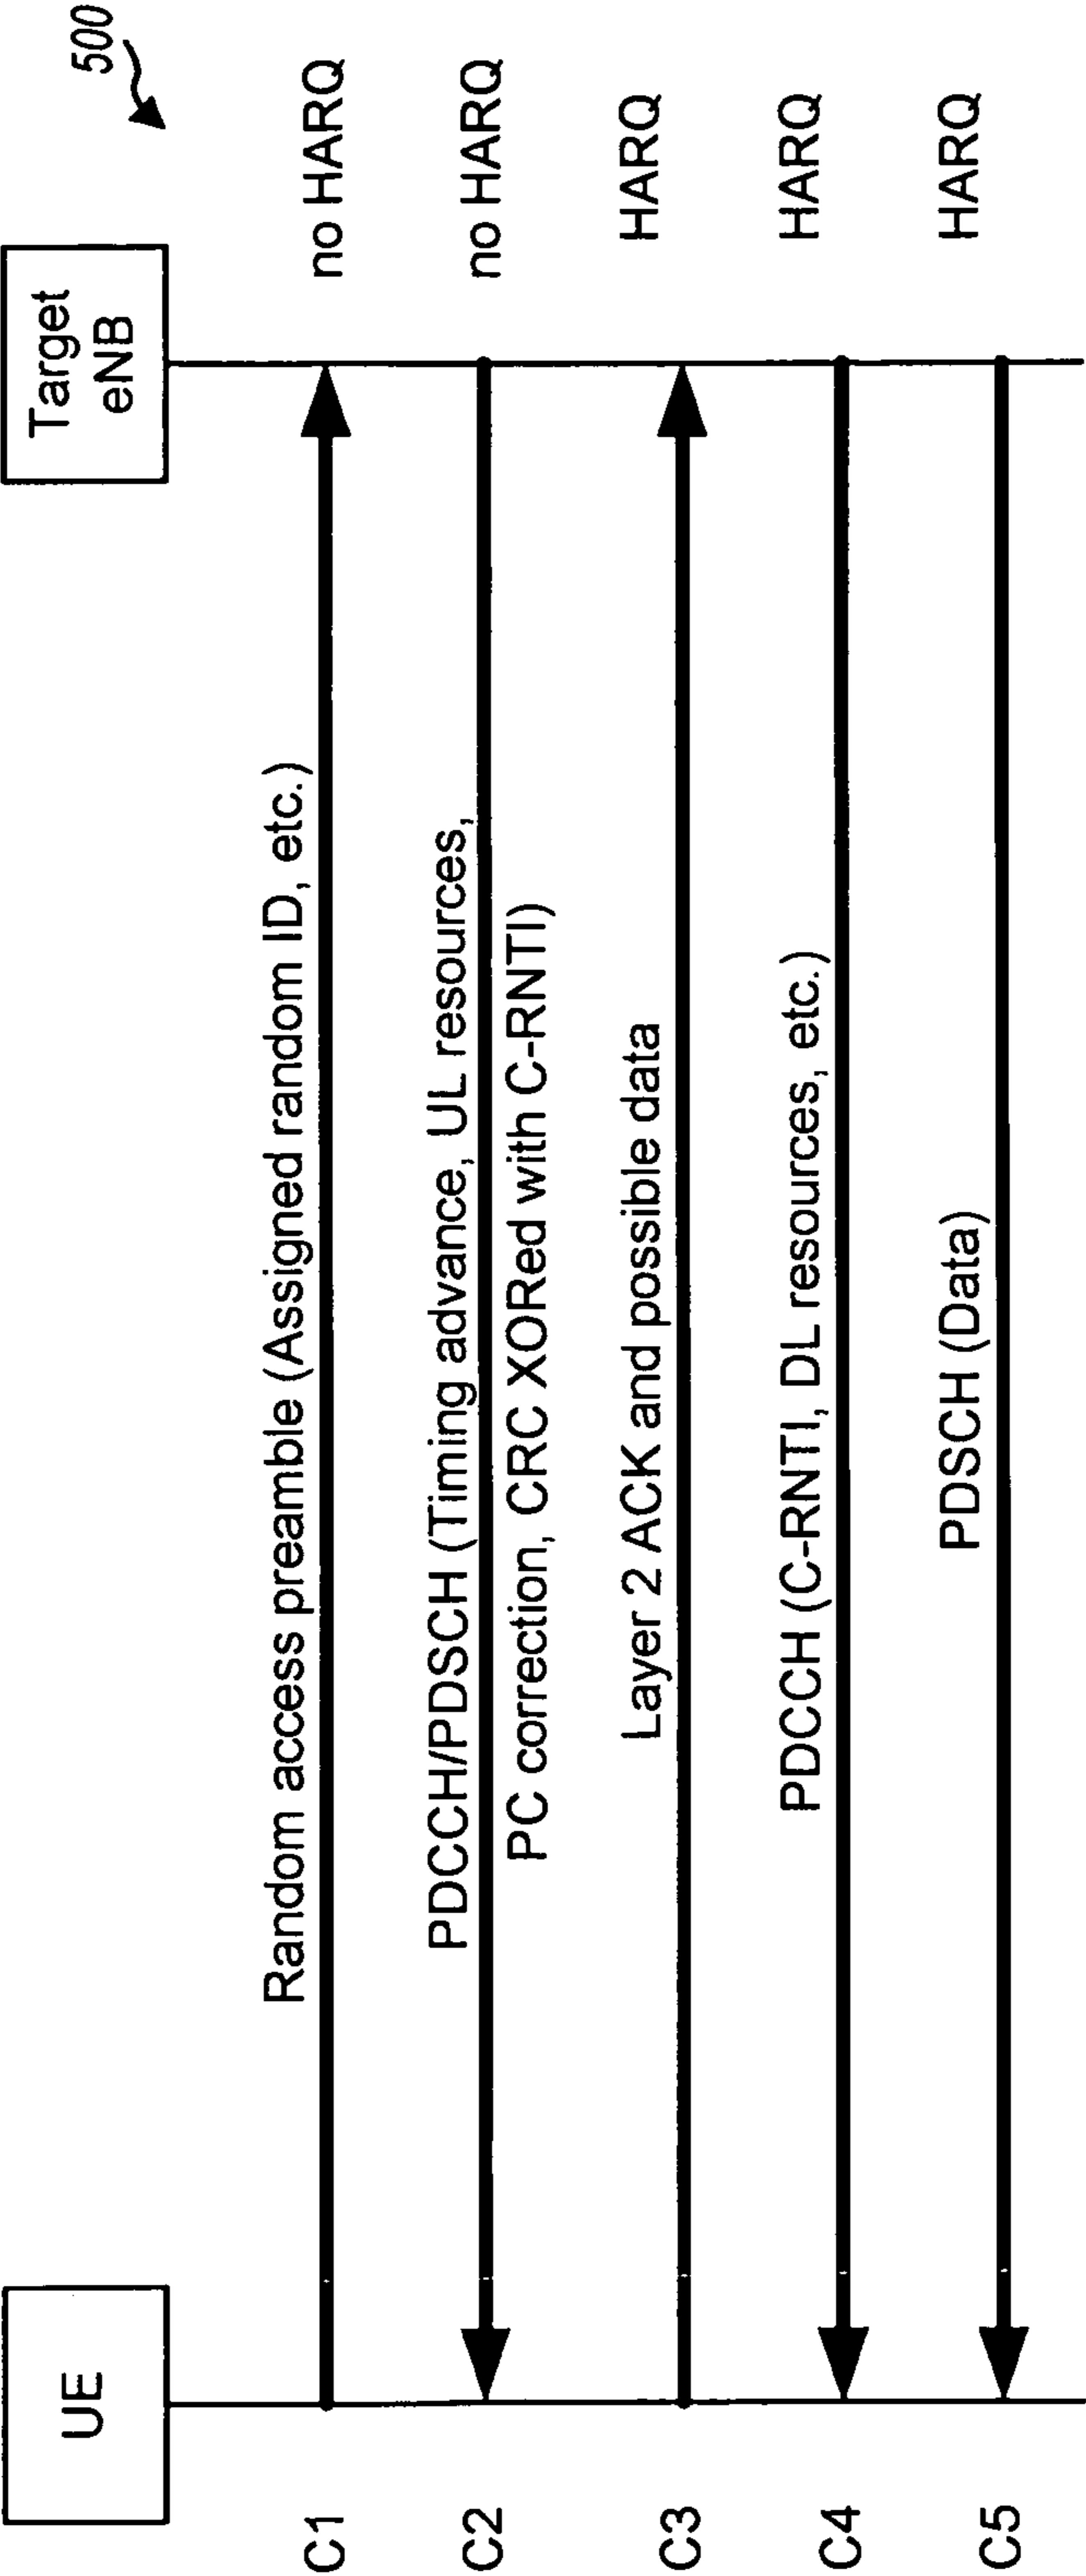 500
UE
Target
eNB
C1
Random access preamble (Assigned random ID, etc.)
no HARQ
C2
PDCCH/PDSCH (Timing advance, UL resources,
PC correction, CRC XORed with C-RNTI)
no HARQ
C3
Layer 2 ACK and possible data
HARQ
C4
PDCCH (C-RNTI, DL resources, etc.)
HARQ
C5
PDSCH (Data)
HARQ